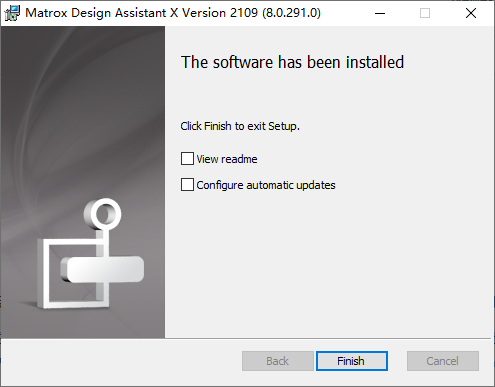 Matrox Design Assistant X Version 2109 (8.0.291.0)
The software has been installed
Click Finish to exit Setup.
View readme
Configure automatic updates
Back
Finish
Cancel